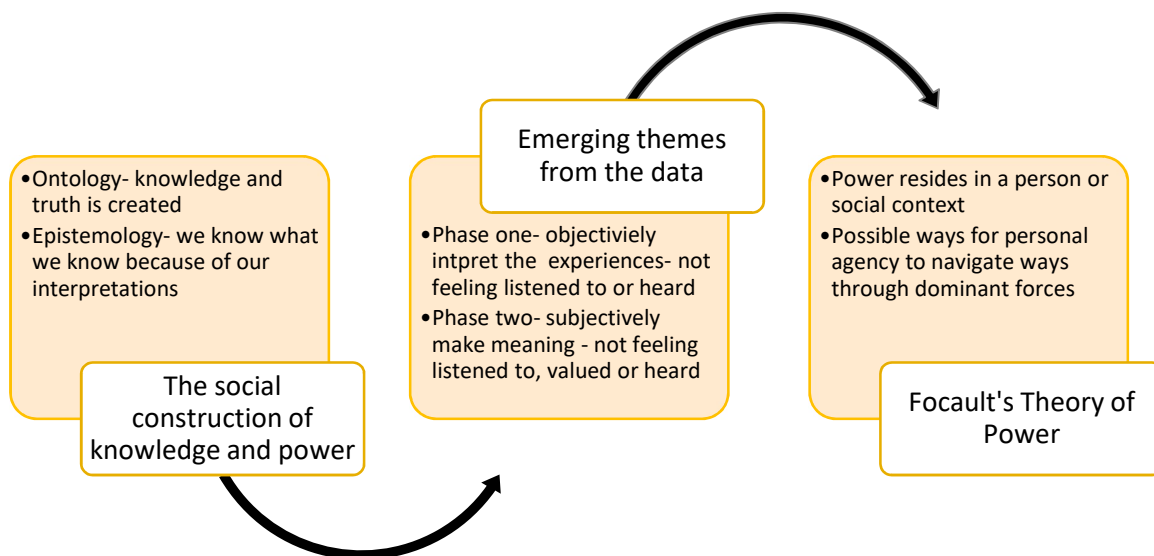 •Ontology- knowledge and
truth is created
•Epistemology- we know what
we know because of our
interpretations
The social
construction of
knowledge and power
Emerging themes
from the data
•Phase one- objectiviely
intpret the  experiences- not
feeling listened to or heard
•Phase two- subjectively
make meaning - not feeling
listened to, valued or heard
•Power resides in a person or
social context
•Possible ways for personal
agency to navigate ways
through dominant forces
Focault's Theory of
Power